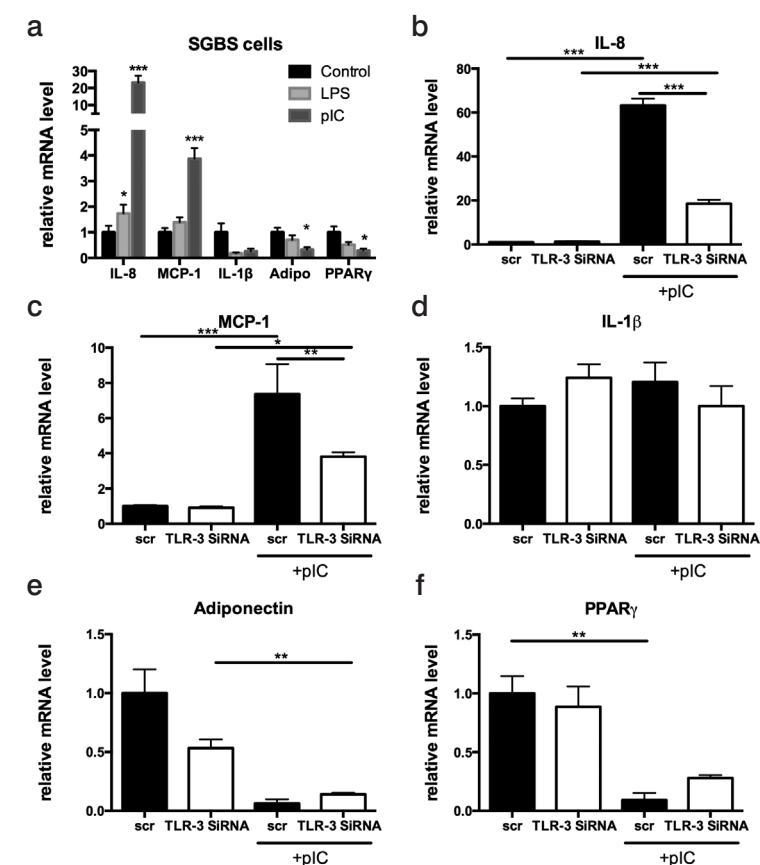 a
SGBS cells
relative mRNA level
30
20
10
5
4
3
2
1
0
***
*
***
*
*
Control
LPS
pIC
IL-8 MCP-1 IL-1β Adipo PPARγ
b
IL-8
relative mRNA level
80
60
40
20
0
***
***
***
scr TLR-3 SiRNA scr TLR-3 SiRNA
+pIC
c
MCP-1
relative mRNA level
10
8
6
4
2
0
***
*
**
scr TLR-3 SiRNA scr TLR-3 SiRNA
+pIC
d
IL-1β
relative mRNA level
1.5
1.0
0.5
0.0
scr TLR-3 SiRNA scr TLR-3 SiRNA
+pIC
e
Adiponectin
relative mRNA level
1.5
1.0
0.5
0.0
**
scr TLR-3 SiRNA scr TLR-3 SiRNA
+pIC
f
PPARγ
relative mRNA level
1.5
1.0
0.5
0.0
**
scr TLR-3 SiRNA scr TLR-3 SiRNA
+pIC